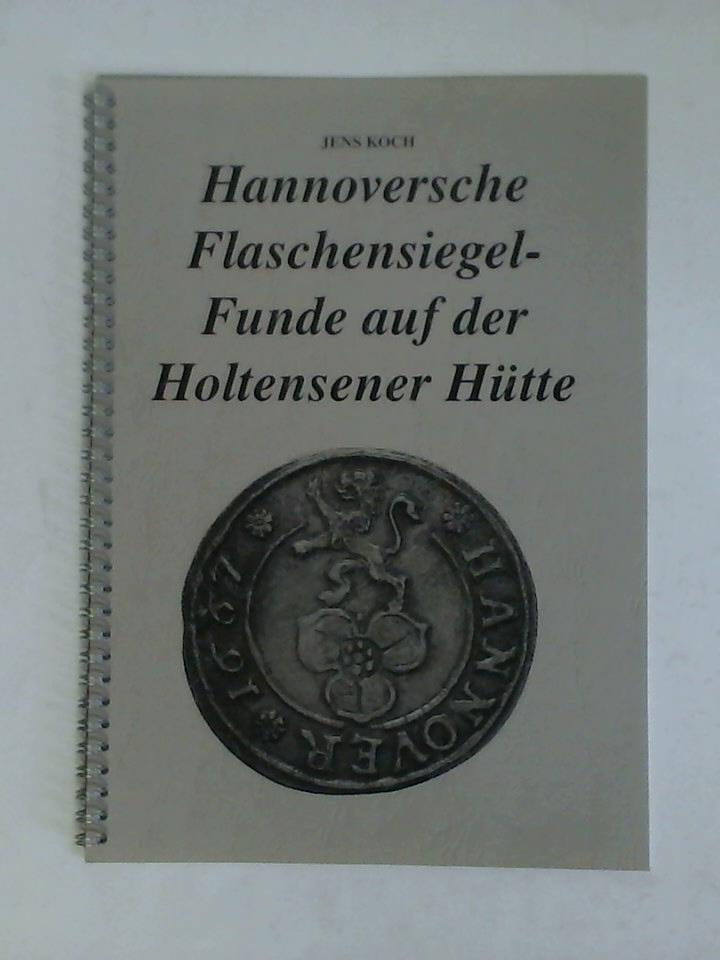 JENS KOCH
Hannoversche
Flaschensiegel-
Funde auf der
Holtensener Hütte
HANNOVER 1667